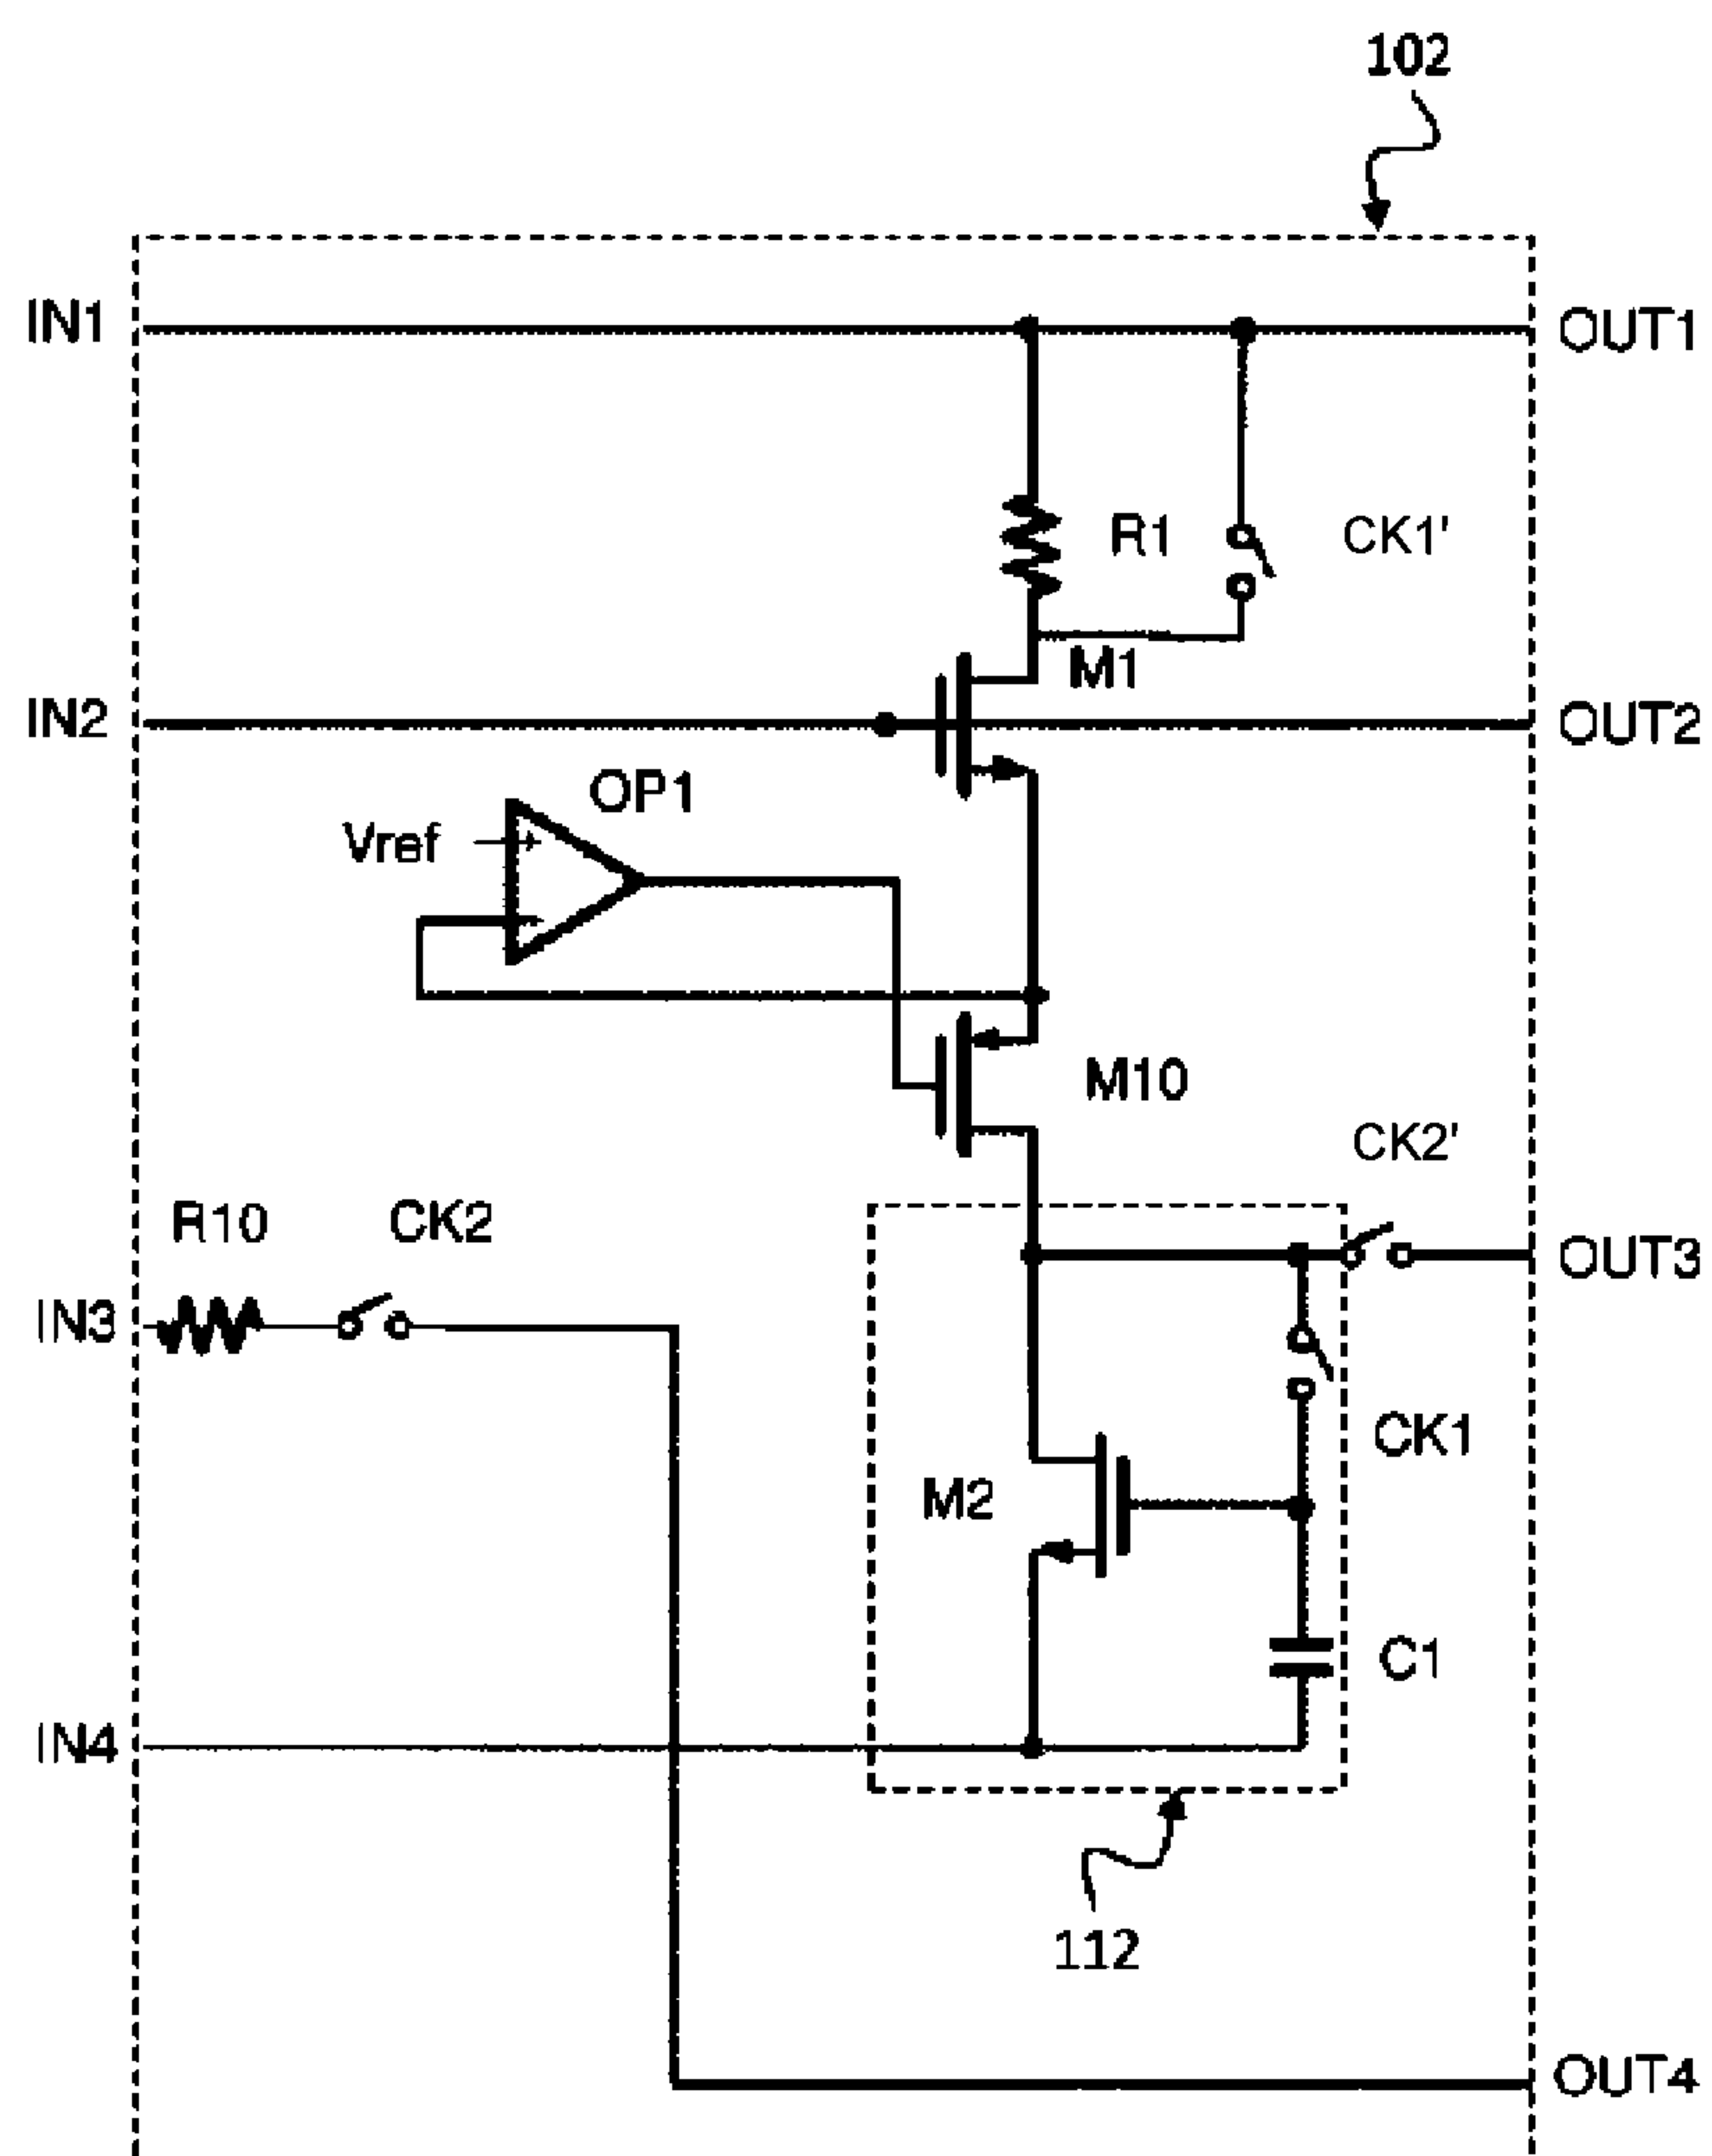 102
IN1
OUT1
R1
CK1'
M1
IN2
OUT2
OP1
Vref
M10
CK2'
R10
CK2
OUT3
IN3
CK1
M2
C1
IN4
112
OUT4